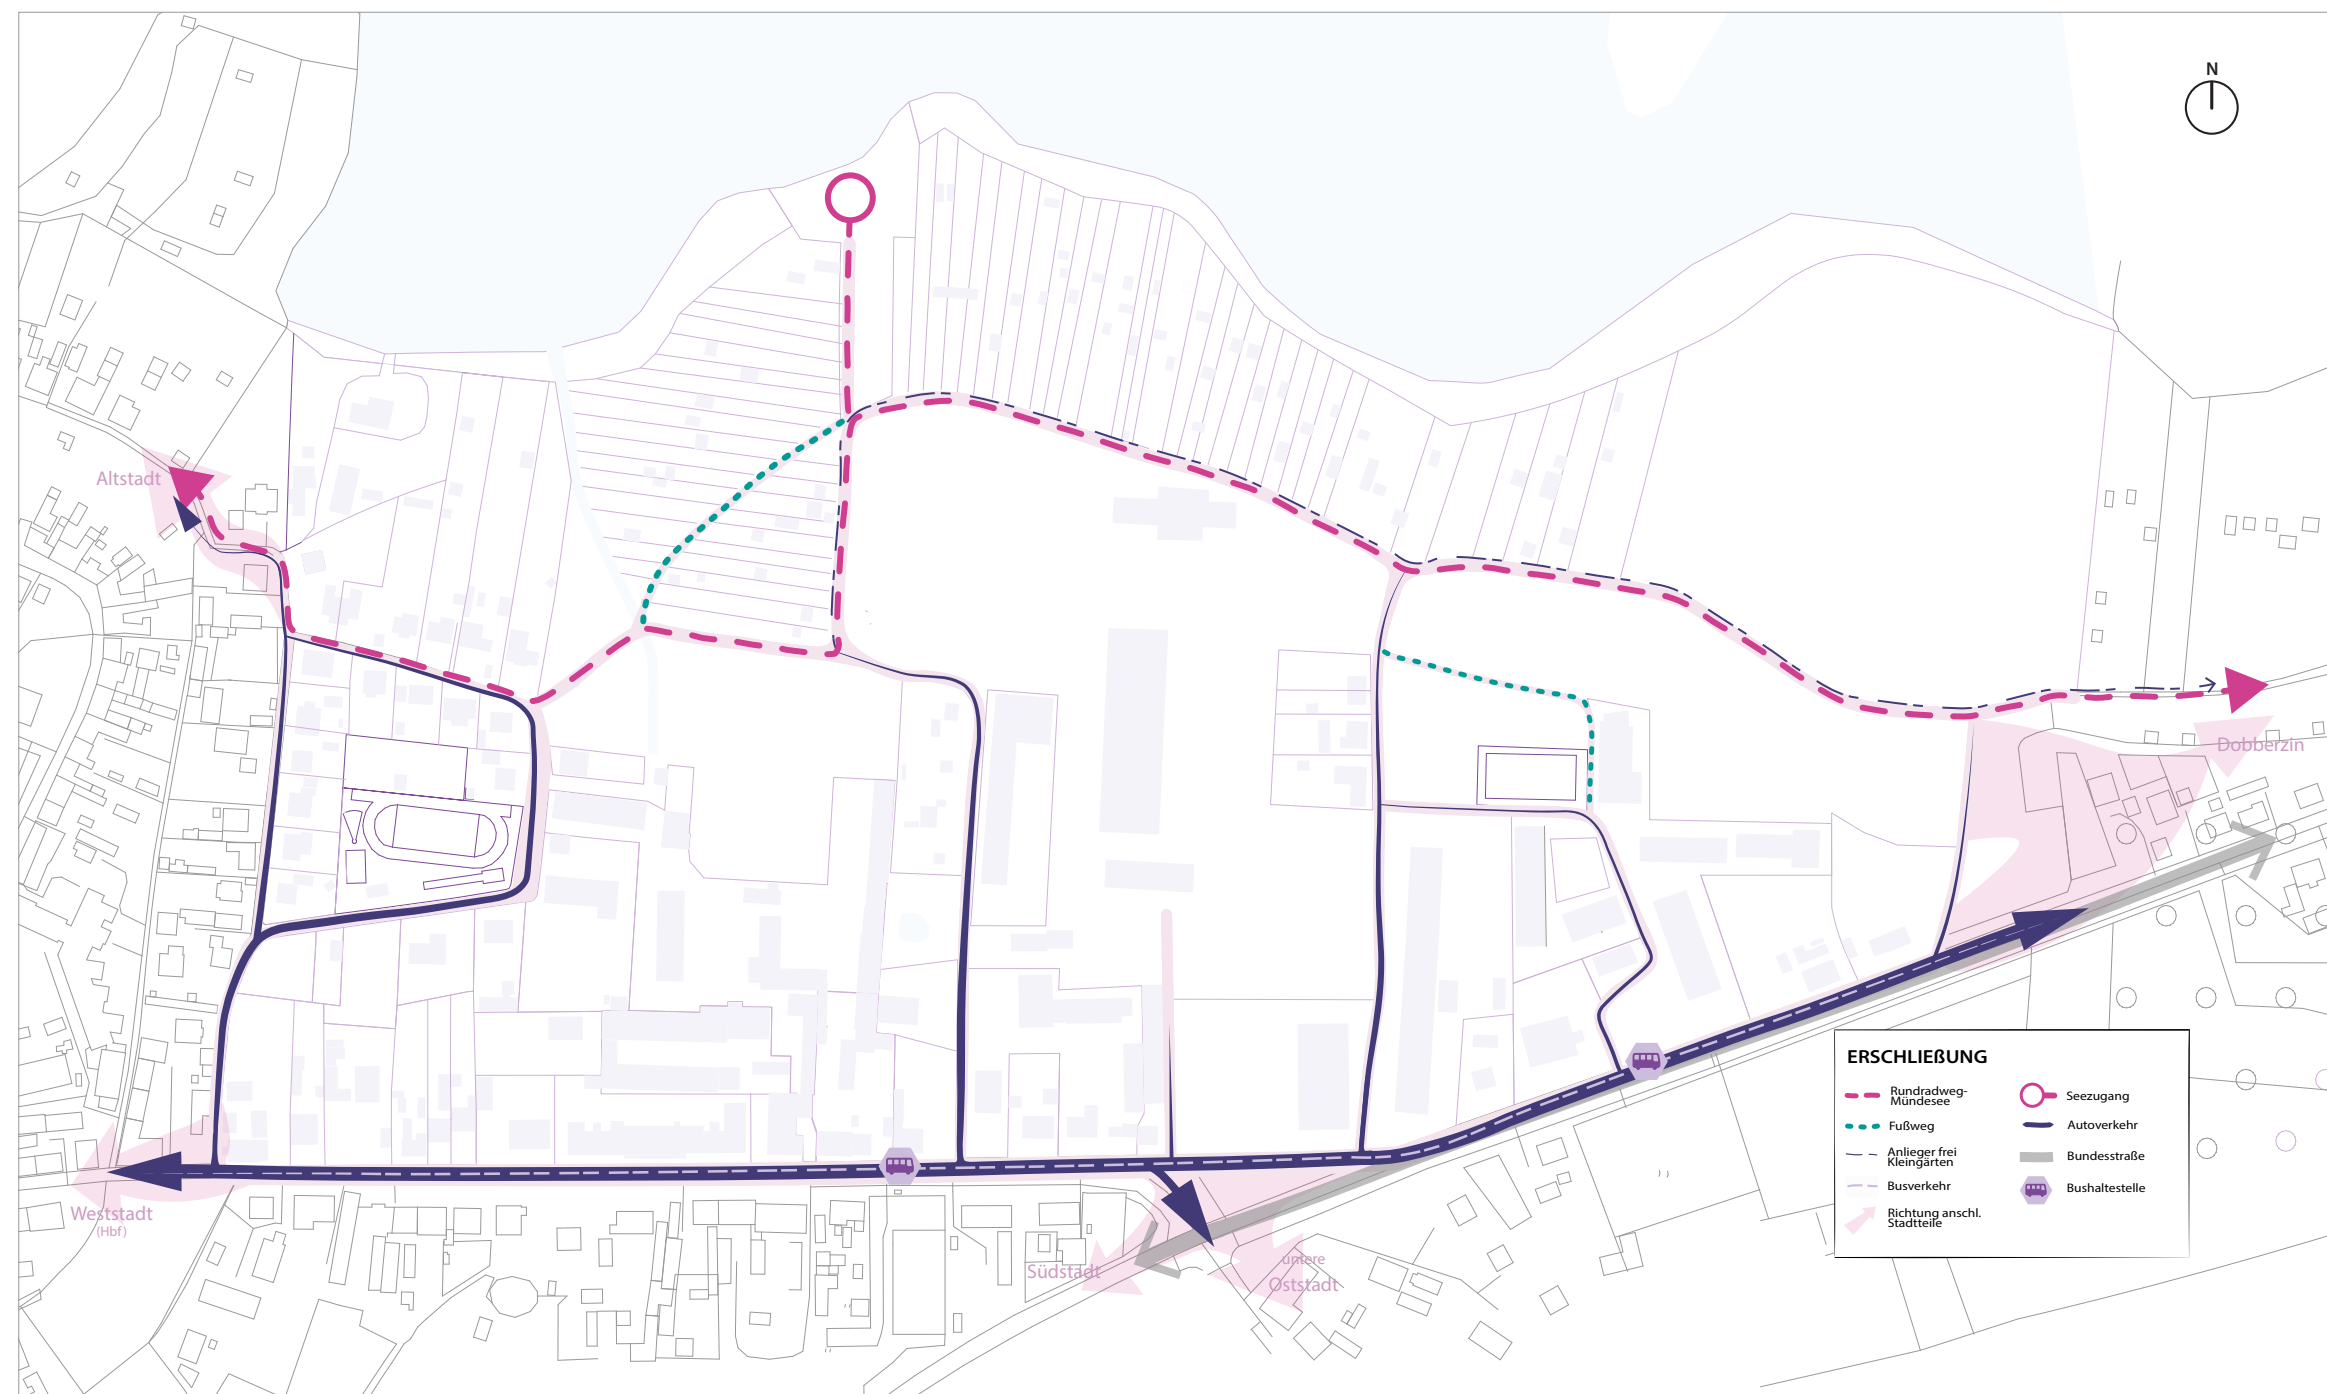 N
Altstadt
Dobberzin
Weststadt
(Hbf)
Südstadt
untere
Oststadt
ERSCHLIEßUNG
Rundradweg-
Mündesee
Fußweg
Anlieger frei
Kleingärten
Busverkehr
Richtung anschl.
Stadtteile
Seezugang
Autoverkehr
Bundesstraße
Bushaltestelle